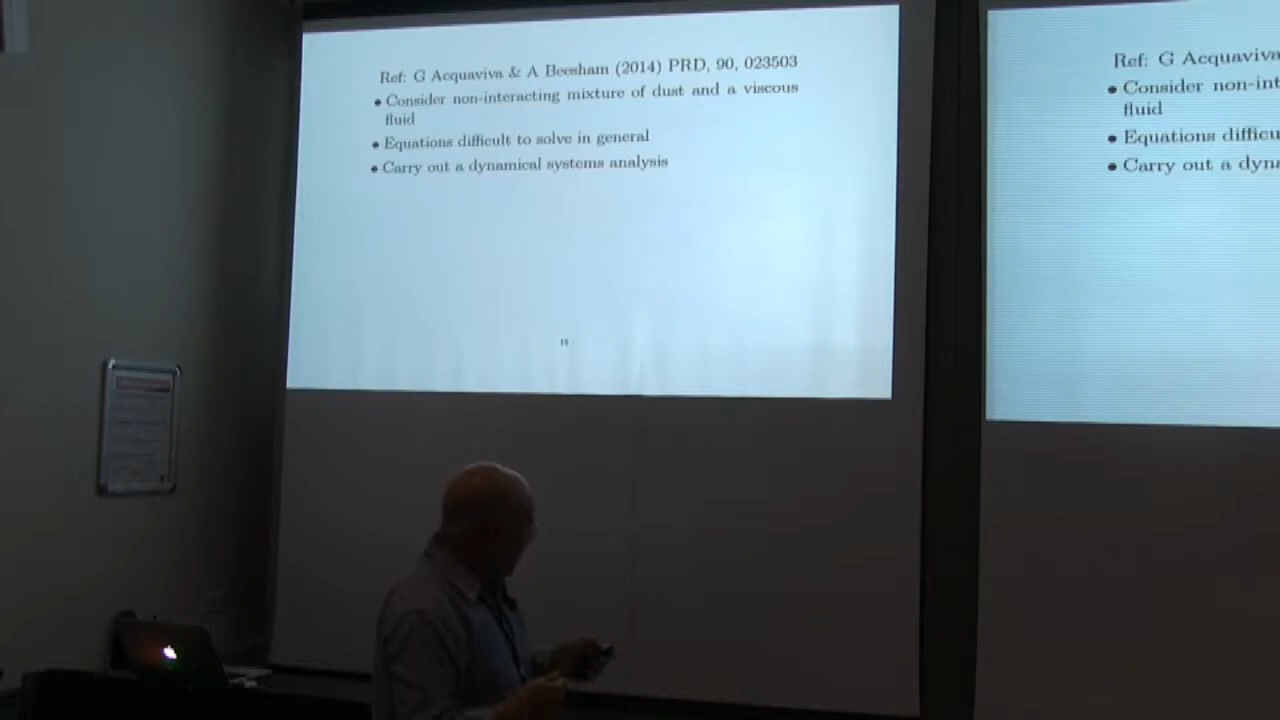 Ref: G Acquaviva & A Beesham (2014) PRD, 90, 023503
• Consider non-interacting mixture of dust and a viscous
fluid
• Equations difficult to solve in general
• Carry out a dynamical systems analysis
Ref: G Acquaviva
• Consider non-int
fluid
• Equations difficu
• Carry out a dyna